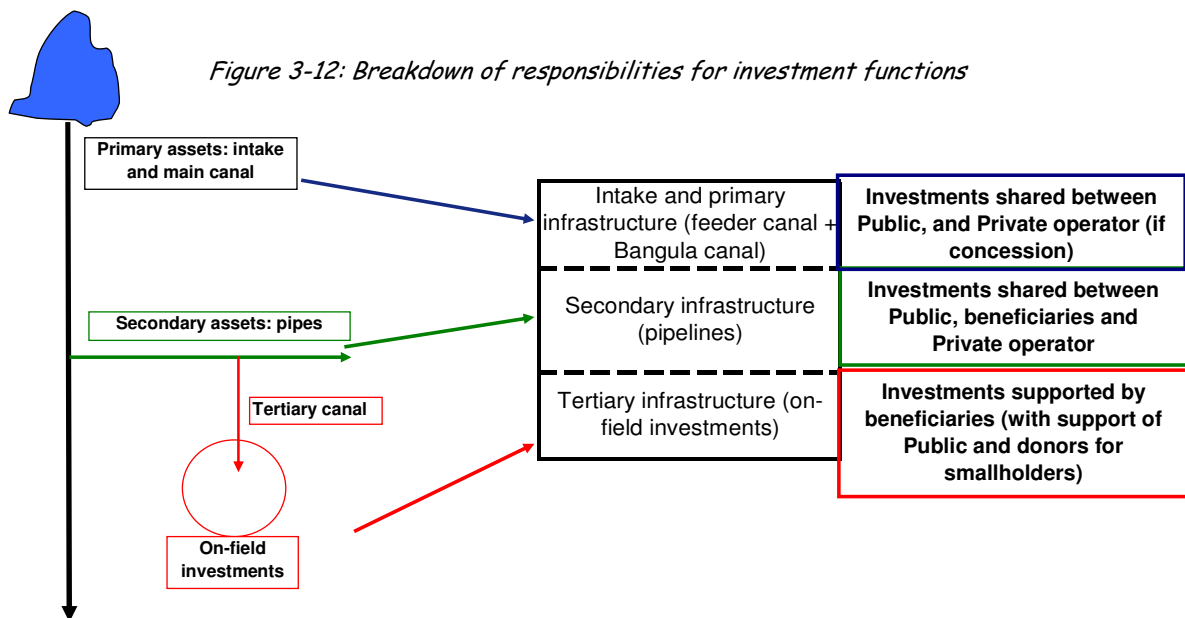 Figure 3-12: Breakdown of responsibilities for investment functions
Primary assets: intake
and main canal
Intake and primary
infrastructure (feeder canal +
Bangula canal)
Investments shared between
Public, and Private operator (if
concession)
Secondary assets: pipes
Secondary infrastructure
(pipelines)
Investments shared between
Public, beneficiaries and
Private operator
Tertiary canal
Tertiary infrastructure (on-
field investments)
Investments supported by
beneficiaries (with support of
Public and donors for
smallholders)
On-field
investments